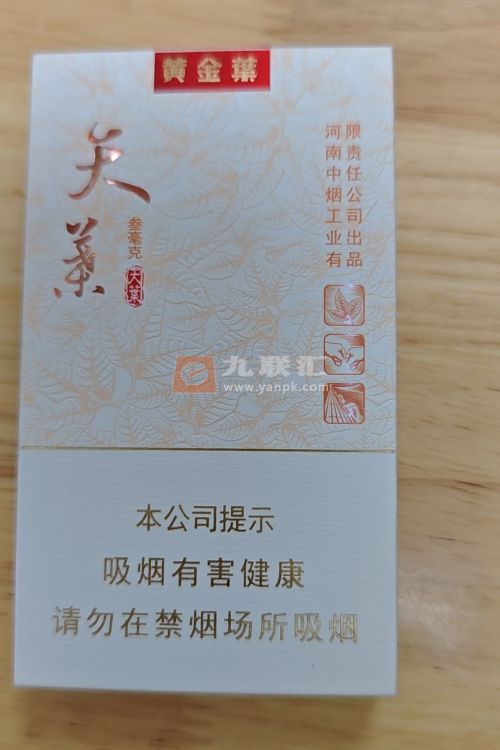 黄金葉
天葉
叁毫克
天葉
河南中烟工业有
限责任公司出品
九联汇
www.yanpk.com
本公司提示
吸烟有害健康
请勿在禁烟场所吸烟